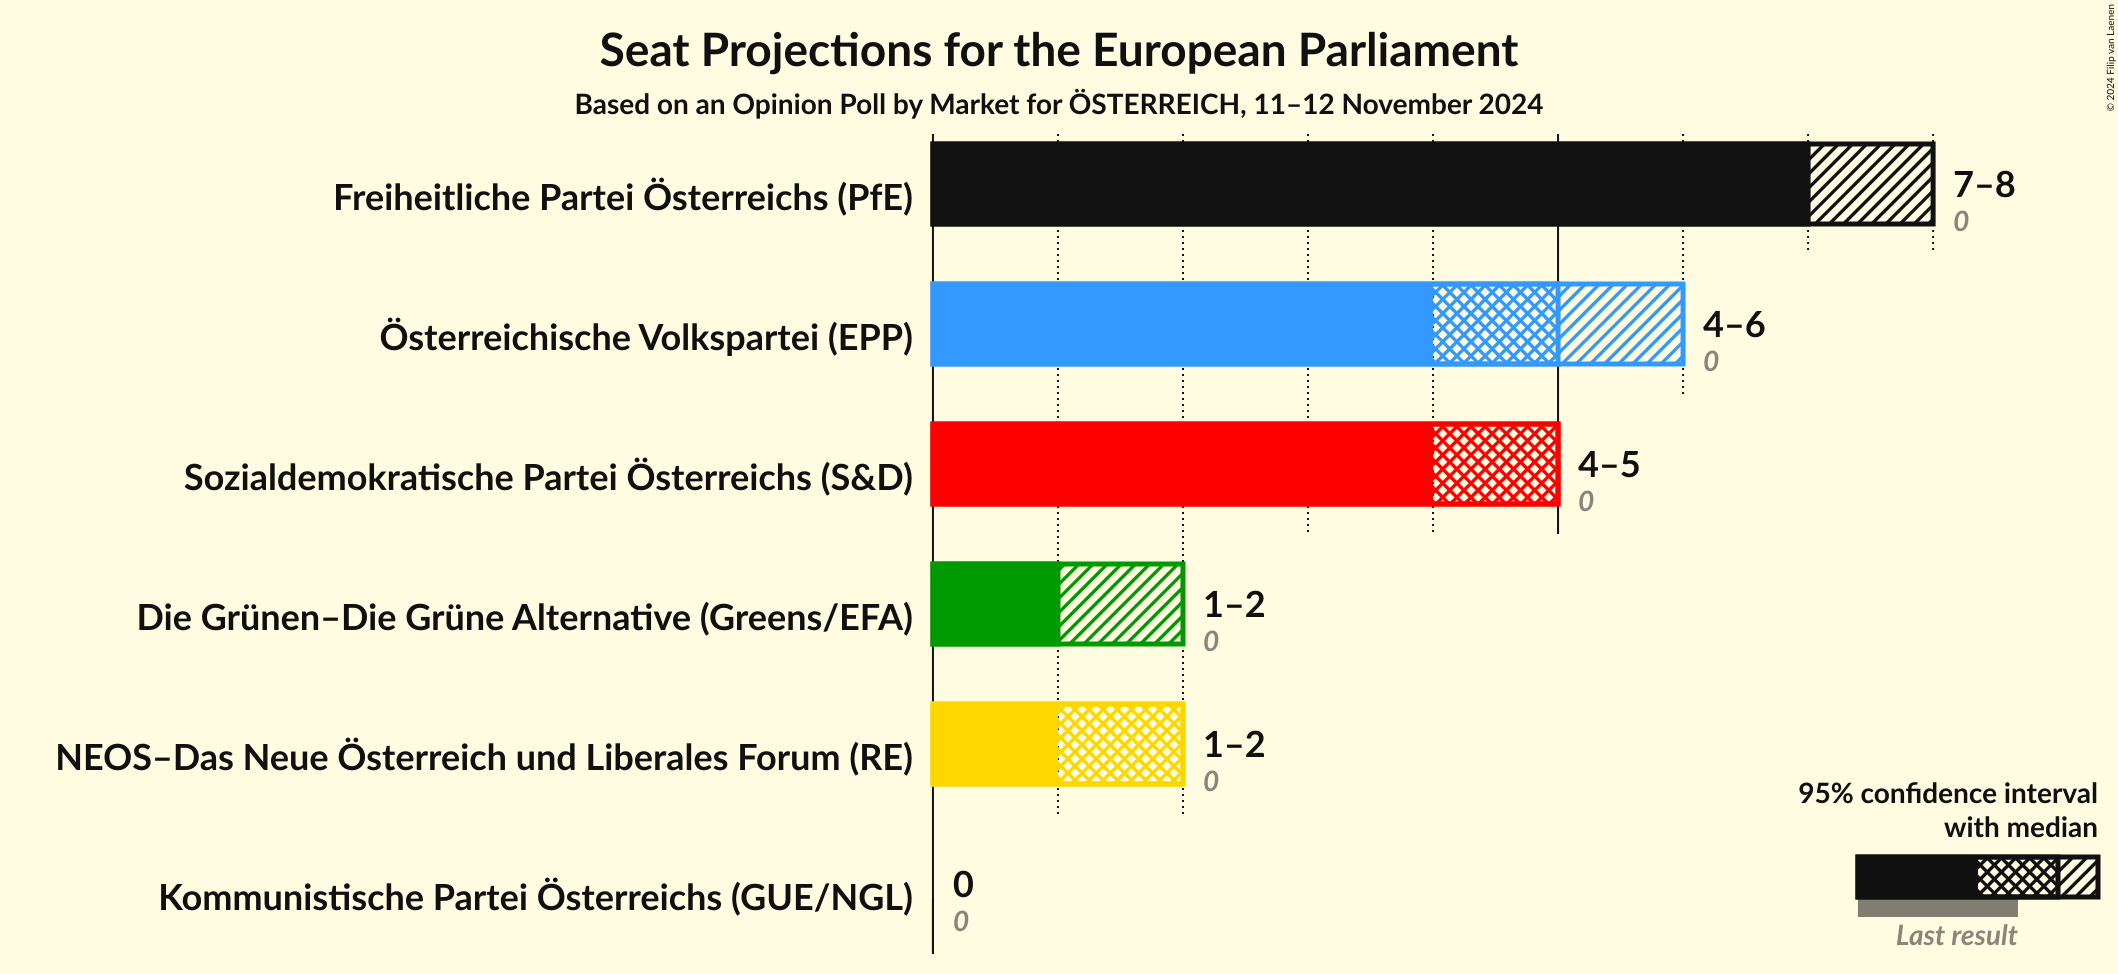 Seat Projections for the European Parliament
Based on an Opinion Poll by Market for ÖSTERREICH, 11–12 November 2024
© 2024 Filip van Laenen
Freiheitliche Partei Österreichs (PfE)
7–8
0
Österreichische Volkspartei (EPP)
4–6
0
Sozialdemokratische Partei Österreichs (S&D)
4–5
0
Die Grünen–Die Grüne Alternative (Greens/EFA)
1–2
0
NEOS–Das Neue Österreich und Liberales Forum (RE)
1–2
0
Kommunistische Partei Österreichs (GUE/NGL)
0
0
95% confidence interval
with median
Last result